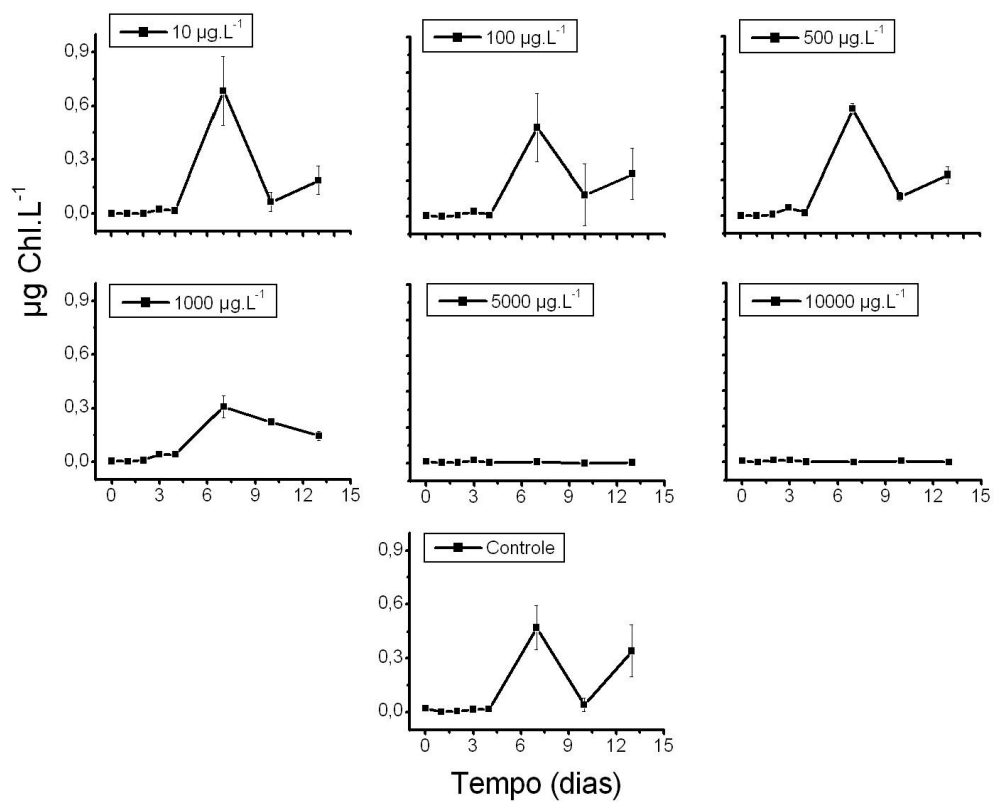 10 µg.L⁻¹
100 µg.L⁻¹
500 µg.L⁻¹
0,9
0,6
0,3
0,0
µg Chl.L⁻¹
1000 µg.L⁻¹
5000 µg.L⁻¹
10000 µg.L⁻¹
0,9
0,6
0,3
0,0
0 3 6 9 12 15
0 3 6 9 12 15
0 3 6 9 12 15
Controle
0,9
0,6
0,3
0,0
0 3 6 9 12 15
Tempo (dias)